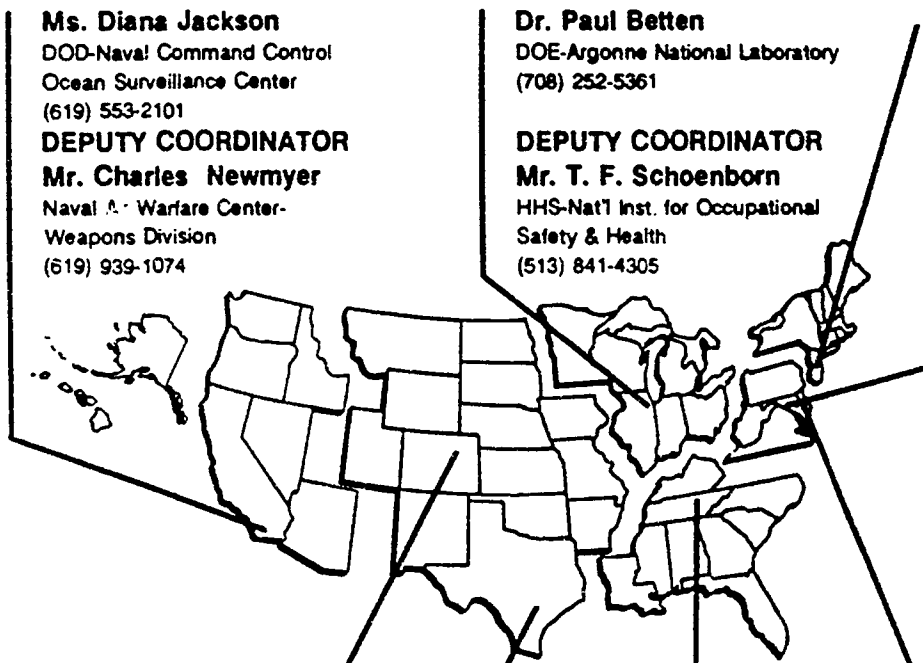 Ms. Diana Jackson
DOD-Naval Command Control
Ocean Surveillance Center
(619) 553-2101
DEPUTY COORDINATOR
Mr. Charles Newmyer
Naval Warfare Center-
Weapons Division
(619) 939-1074
Dr. Paul Betten
DOE-Argonne National Laboratory
(708) 252-5361
DEPUTY COORDINATOR
Mr. T. F. Schoenborn
HHS-Nat'l Inst. for Occupational
Safety & Health
(513) 841-4305